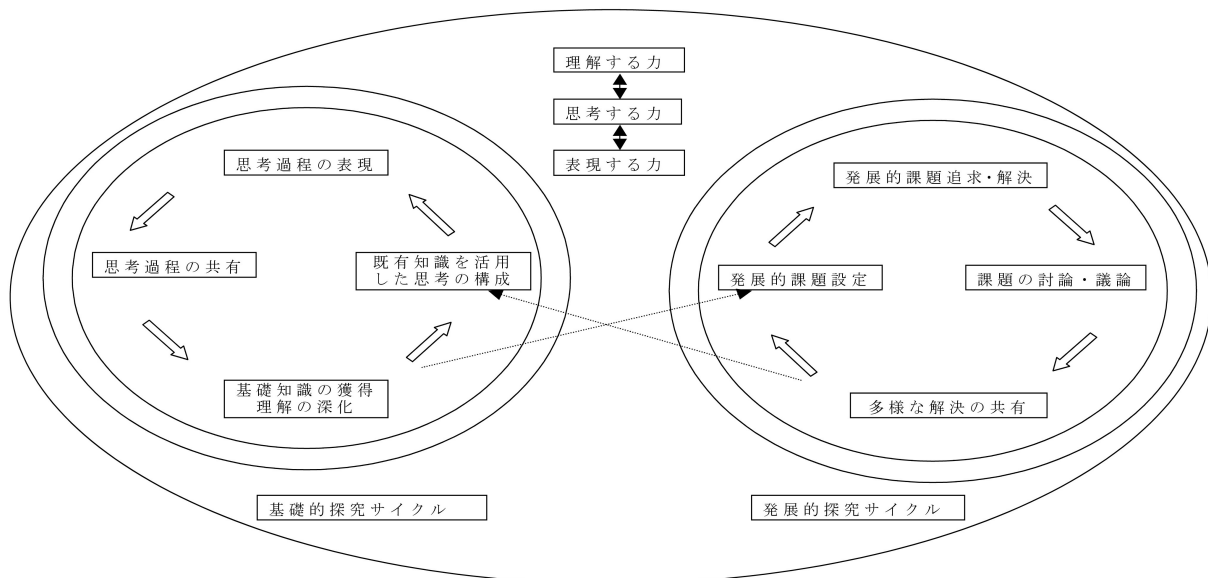 理解する力
思考する力
表現する力
思考過程の表現
思考過程の共有
既有知識を活用
した思考の構成
基礎知識の獲得
理解の深化
発展的課題追求・解決
発展的課題設定
課題の討論・議論
多様な解決の共有
基礎的探究サイクル
発展的探究サイクル